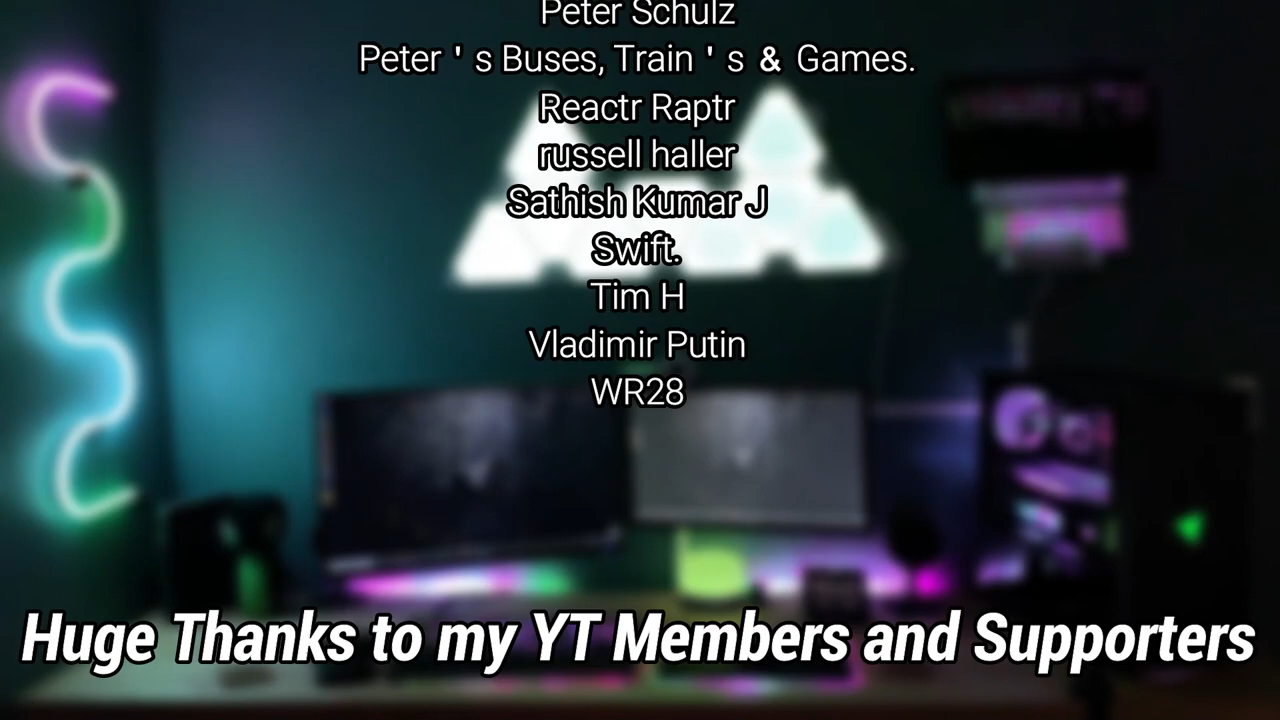 Peter Schulz
Peter ' s Buses, Train ' s & Games.
Reactr Raptr
russell haller
Sathish Kumar J
Swift.
Tim H
Vladimir Putin
WR28
Huge Thanks to my YT Members and Supporters